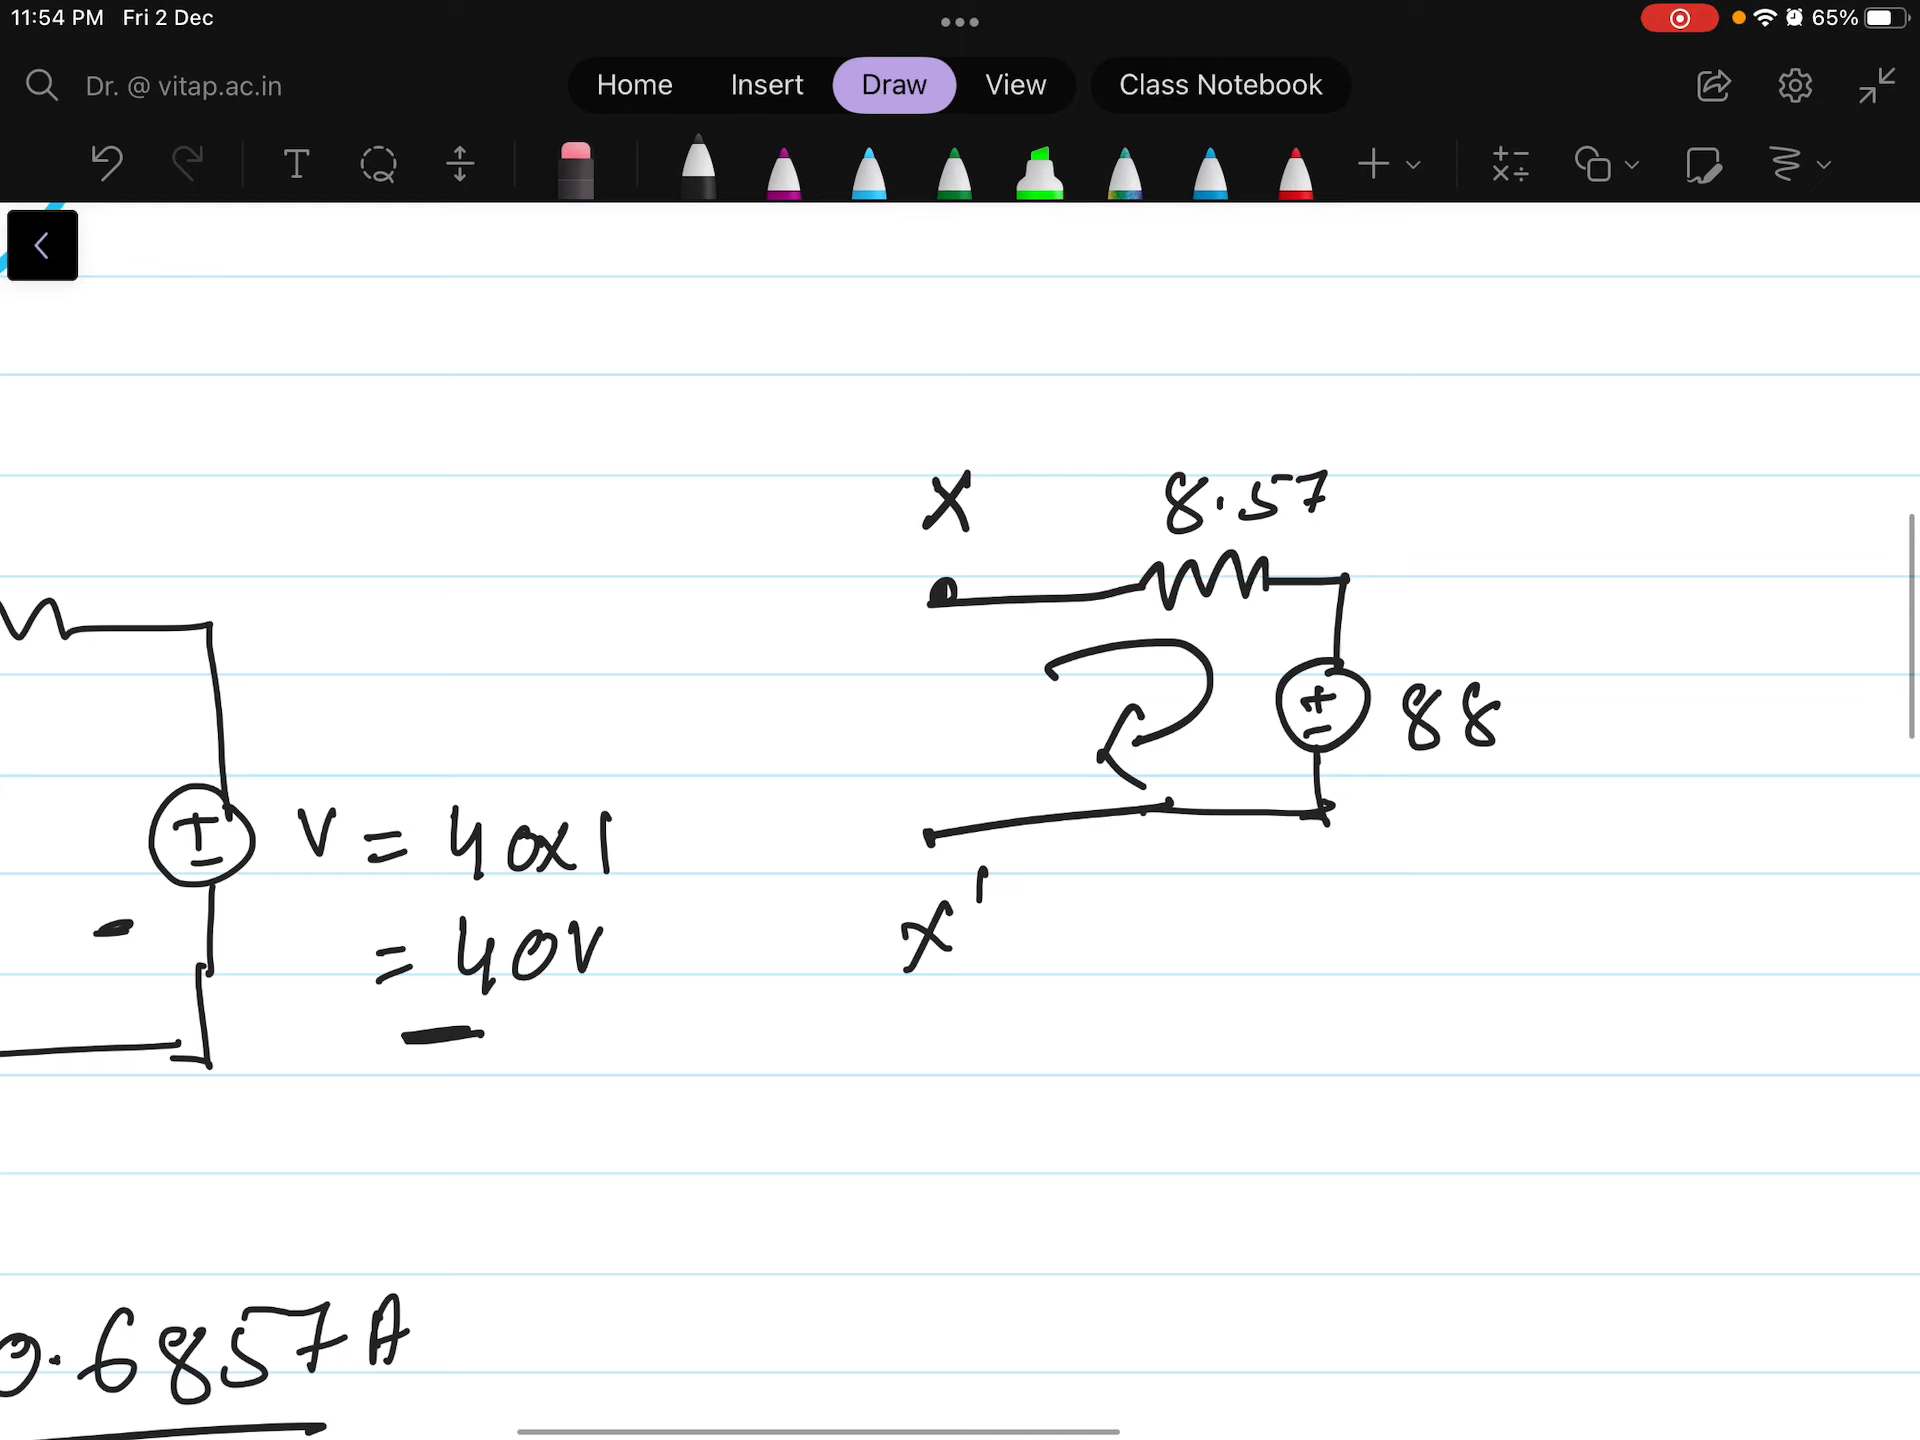 11:54 PM Fri 2 Dec
65%
Dr. @ vitap.ac.in
Home Insert Draw View Class Notebook
T
X 8.57
+
-
88
+
-
V = 40x1
-
= 40V
X'
0.6857A